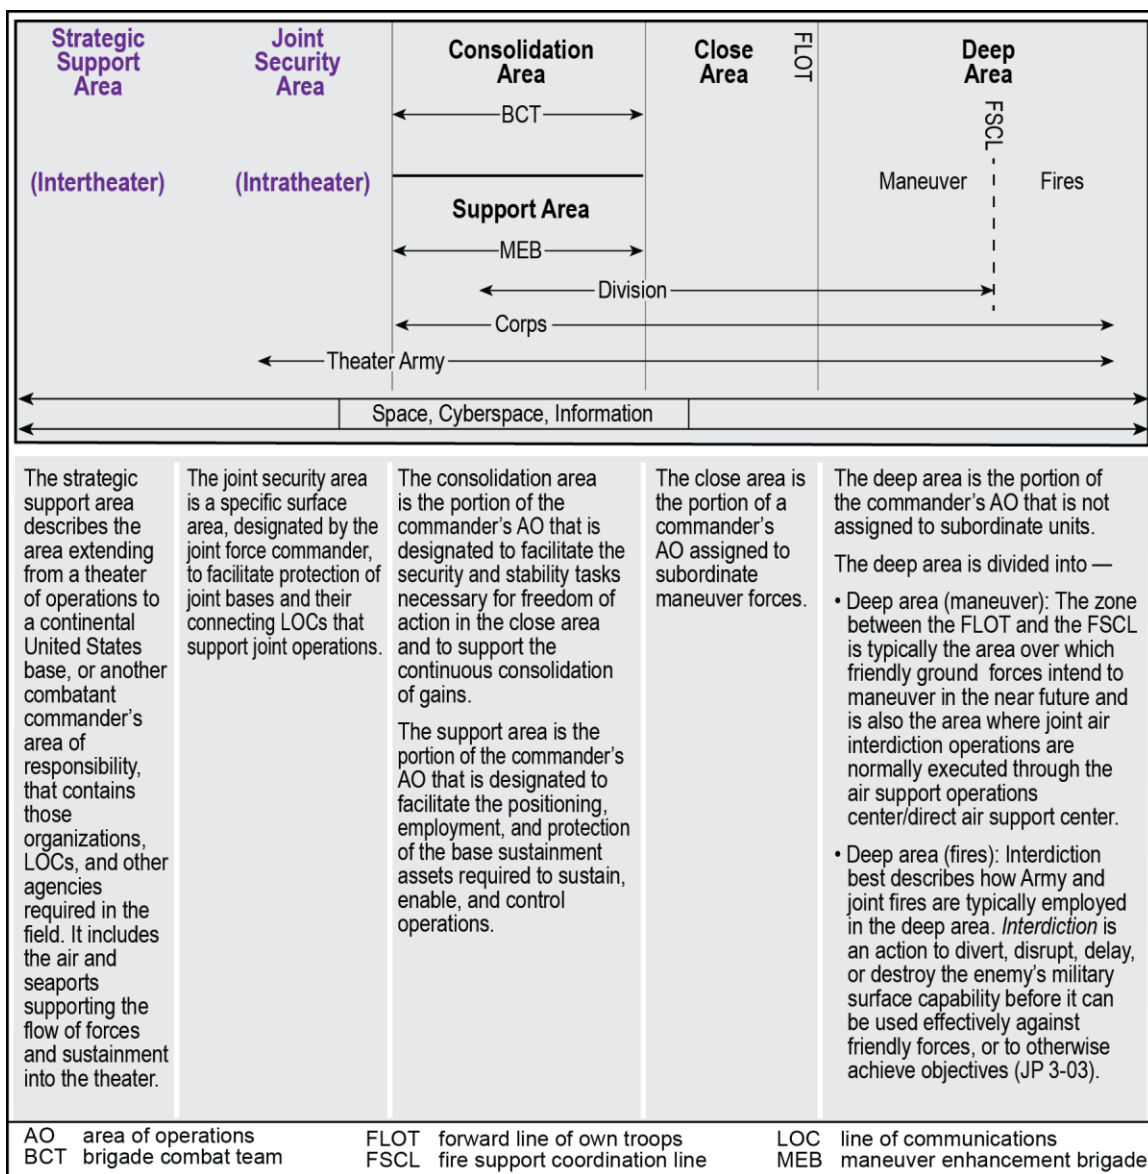 Strategic
Support
Area
(Intertheater)
Joint
Security
Area
(Intratheater)
Consolidation
Area
BCT
Support Area
MEB
Close
Area
FLOT
Deep
Area
FSCL
Maneuver
Fires
Division
Corps
Theater Army
Space, Cyberspace, Information
The strategic
support area
describes the
area extending
from a theater
of operations to
a continental
United States
base, or another
combatant
commander's
area of
responsibility,
that contains
those
organizations,
LOCs, and other
agencies
required in the
field. It includes
the air and
seaports
supporting the
flow of forces
and sustainment
into the theater.
The joint security area
is a specific surface
area, designated by the
joint force commander,
to facilitate protection of
joint bases and their
connecting LOCs that
support joint operations.
The consolidation area
is the portion of the
commander's AO that is
designated to facilitate the
security and stability tasks
necessary for freedom of
action in the close area
and to support the
continuous consolidation
of gains.
The support area is the
portion of the commander's
AO that is designated to
facilitate the positioning,
employment, and protection
of the base sustainment
assets required to sustain,
enable, and control
operations.
The close area is
the portion of a
commander's
AO assigned to
subordinate
maneuver forces.
The deep area is the portion of
the commander's AO that is not
assigned to subordinate units.
The deep area is divided into —
• Deep area (maneuver): The zone
between the FLOT and the FSCL
is typically the area over which
friendly ground forces intend to
maneuver in the near future and
is also the area where joint air
interdiction operations are
normally executed through the
air support operations
center/direct air support center.
• Deep area (fires): Interdiction
best describes how Army and
joint fires are typically employed
in the deep area. Interdiction is
an action to divert, disrupt, delay,
or destroy the enemy's military
surface capability before it can
be used effectively against
friendly forces, or to otherwise
achieve objectives (JP 3-03).
AO area of operations
BCT brigade combat team
FLOT forward line of own troops
FSCL fire support coordination line
LOC line of communications
MEB maneuver enhancement brigade